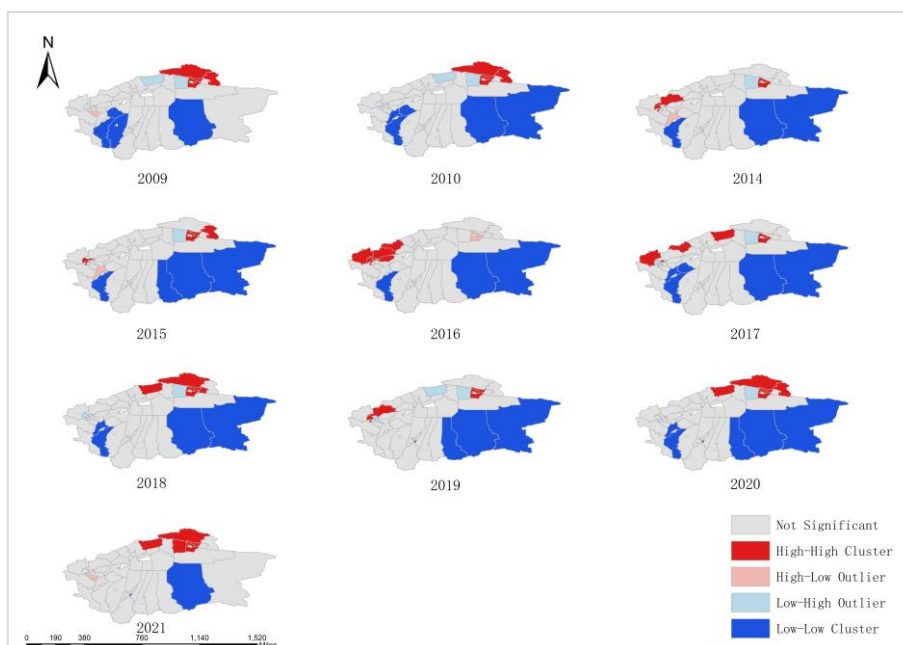 N
2009
2010
2014
2015
2016
2017
2018
2019
2020
2021
Not Significant
High-High Cluster
High-Low Outlier
Low-High Outlier
Low-Low Cluster
0 190 380 760 1,140 1,520